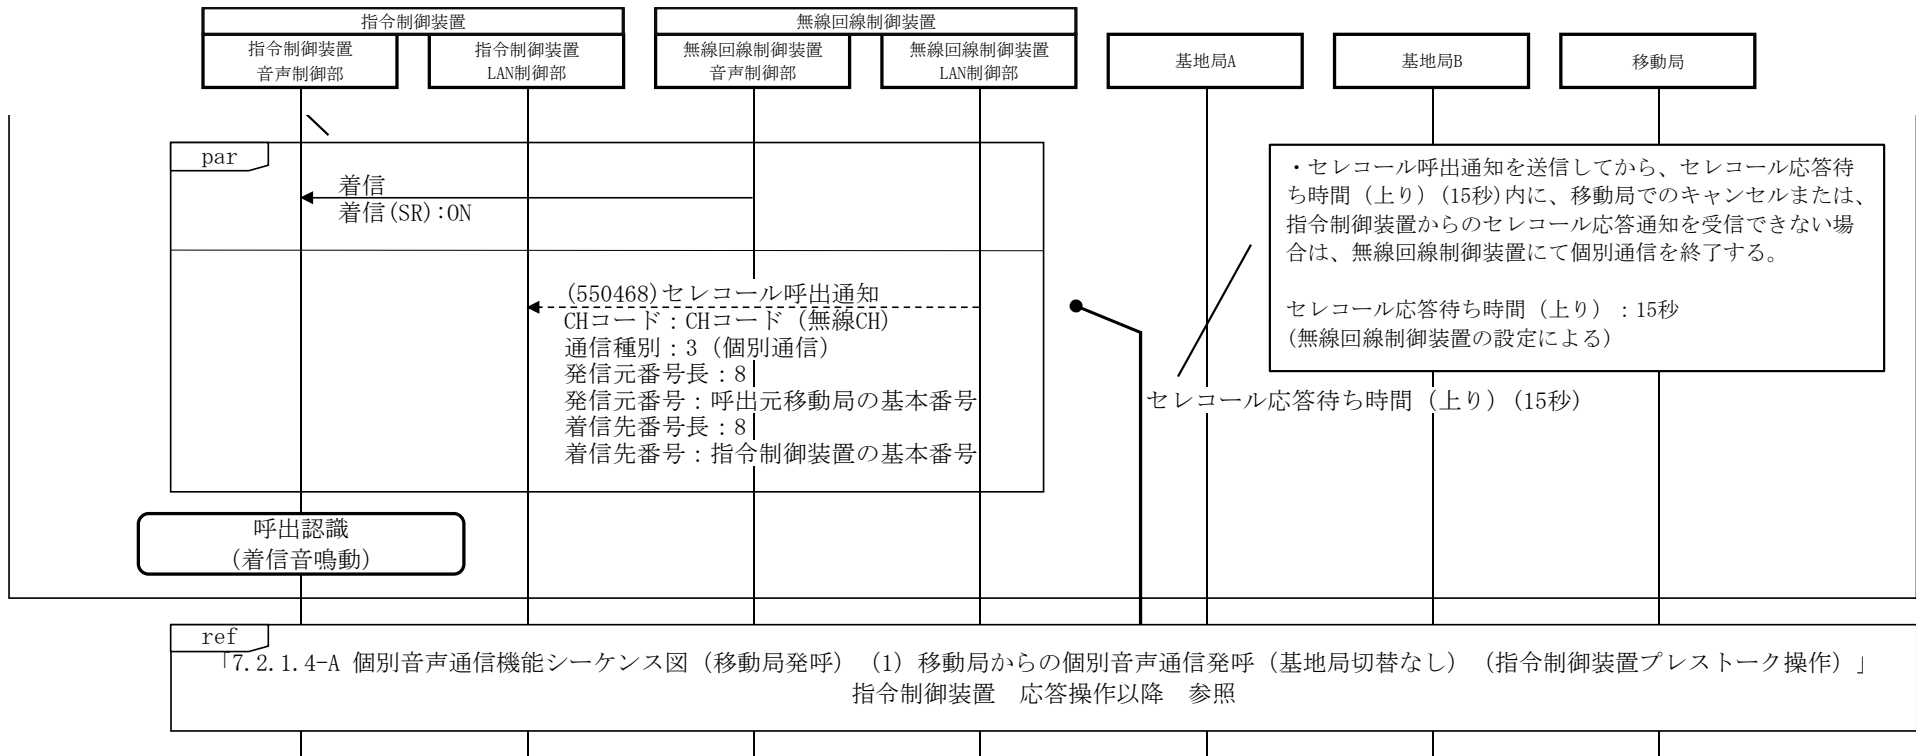 指令制御装置
無線回線制御装置
指令制御装置
音声制御部
指令制御装置
LAN制御部
無線回線制御装置
音声制御部
無線回線制御装置
LAN制御部
基地局A
基地局B
移動局
par
着信
着信(SR):ON
・セレコール呼出通知を送信してから、セレコール応答待
ち時間（上り）(15秒)内に、移動局でのキャンセルまたは、
指令制御装置からのセレコール応答通知を受信できない場
合は、無線回線制御装置にて個別通信を終了する。
セレコール応答待ち時間（上り）：15秒
(無線回線制御装置の設定による)
(550468)セレコール呼出通知
CHコード：CHコード（無線CH）
通信種別：3（個別通信）
発信元番号長：8
発信元番号：呼出元移動局の基本番号
着信先番号長：8
着信先番号：指令制御装置の基本番号
セレコール応答待ち時間（上り）(15秒)
呼出認識
(着信音鳴動)
ref
「7.2.1.4-A 個別音声通信機能シーケンス図（移動局発呼）（1）移動局からの個別音声通信発呼（基地局切替なし）（指令制御装置プレストーク操作）」
指令制御装置　応答操作以降　参照